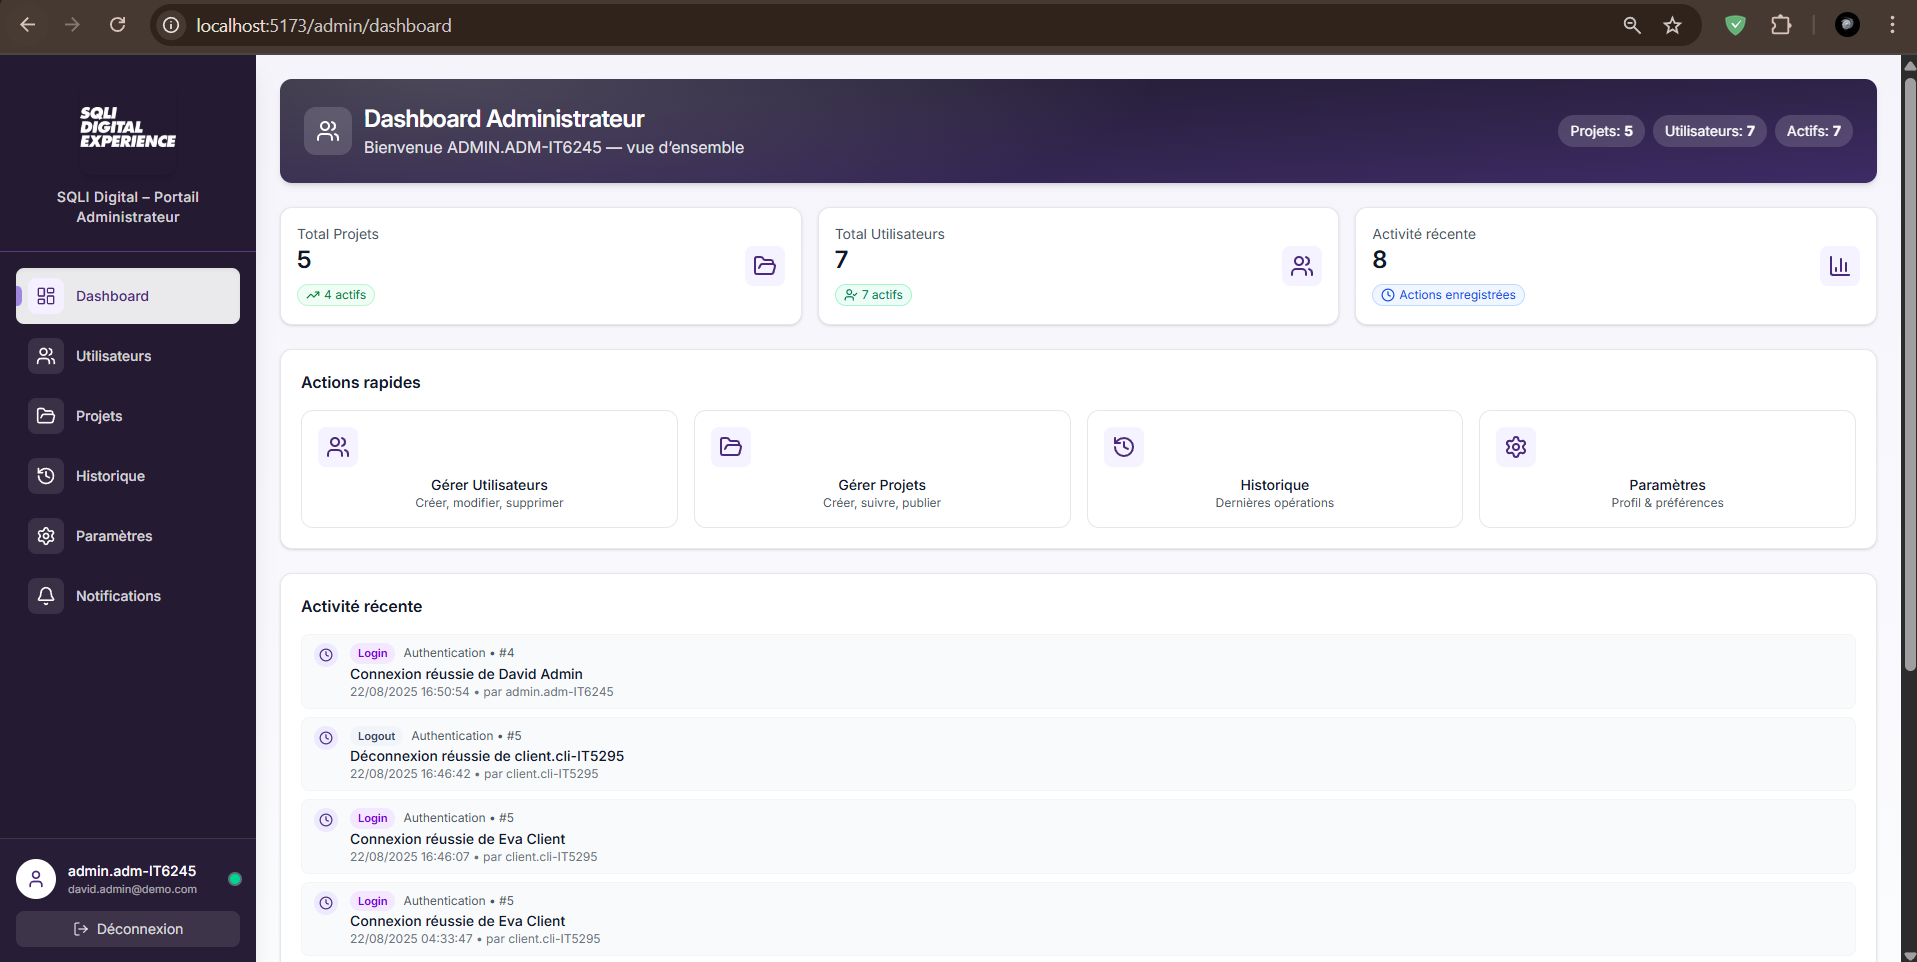 localhost:5173/admin/dashboard
SQLI
DIGITAL
EXPERIENCE
SQLI Digital – Portail
Administrateur
Dashboard
Utilisateurs
Projets
Historique
Paramètres
Notifications
admin.adm-IT6245
david.admin@demo.com
Déconnexion
Dashboard Administrateur
Bienvenue ADMIN.ADM-IT6245 — vue d’ensemble
Projets: 5
Utilisateurs: 7
Actifs: 7
Total Projets
5
4 actifs
Total Utilisateurs
7
7 actifs
Activité récente
8
Actions enregistrées
Actions rapides
Gérer Utilisateurs
Créer, modifier, supprimer
Gérer Projets
Créer, suivre, publier
Historique
Dernières opérations
Paramètres
Profil & préférences
Activité récente
Login Authentication • #4
Connexion réussie de David Admin
22/08/2025 16:50:54 • par admin.adm-IT6245
Logout Authentication • #5
Déconnexion réussie de client.cli-IT5295
22/08/2025 16:46:42 • par client.cli-IT5295
Login Authentication • #5
Connexion réussie de Eva Client
22/08/2025 16:46:07 • par client.cli-IT5295
Login Authentication • #5
Connexion réussie de Eva Client
22/08/2025 04:33:47 • par client.cli-IT5295